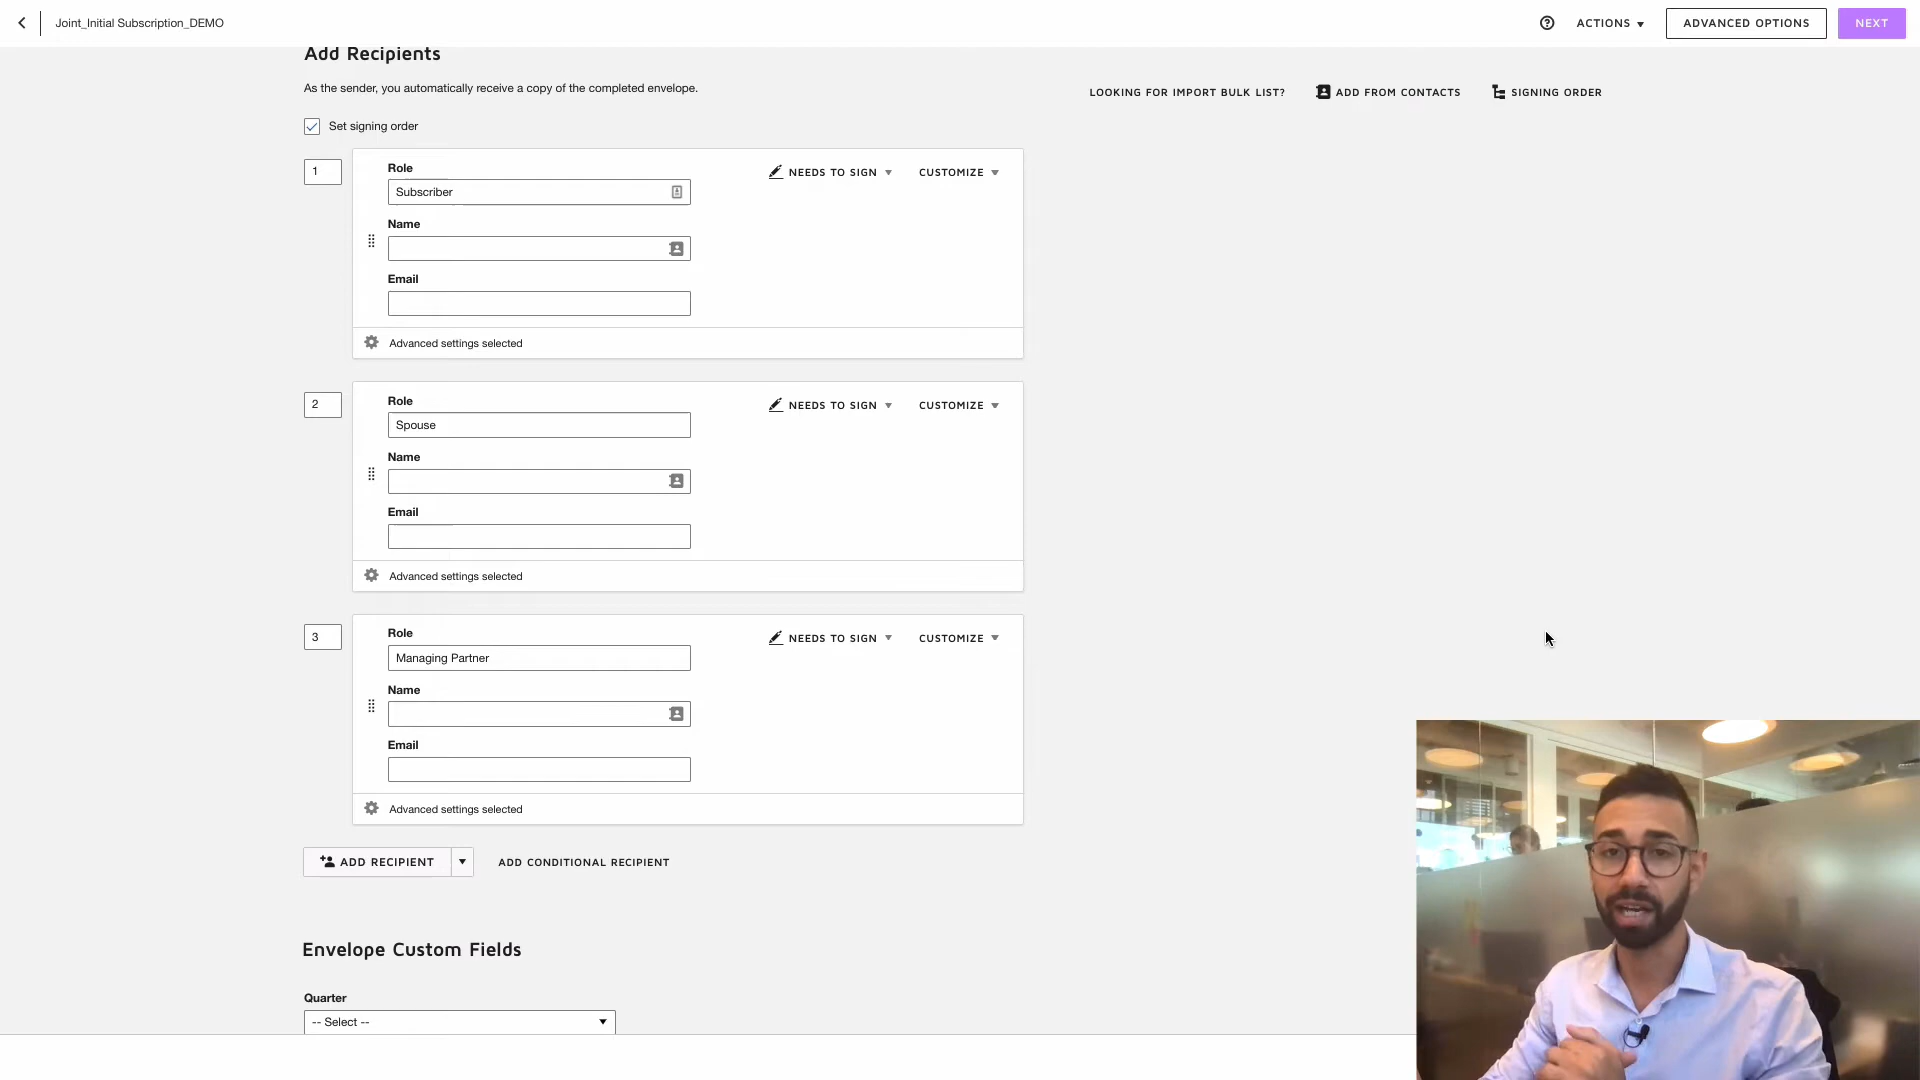 Joint_Initial Subscription_DEMO
ACTIONS
ADVANCED OPTIONS
NEXT
Add Recipients
As the sender, you automatically receive a copy of the completed envelope.
LOOKING FOR IMPORT BULK LIST?
ADD FROM CONTACTS
SIGNING ORDER
Set signing order
1
Role
NEEDS TO SIGN
CUSTOMIZE
Subscriber
Name
Email
Advanced settings selected
2
Role
NEEDS TO SIGN
CUSTOMIZE
Spouse
Name
Email
Advanced settings selected
3
Role
NEEDS TO SIGN
CUSTOMIZE
Managing Partner
Name
Email
Advanced settings selected
ADD RECIPIENT
ADD CONDITIONAL RECIPIENT
Envelope Custom Fields
Quarter
-- Select --